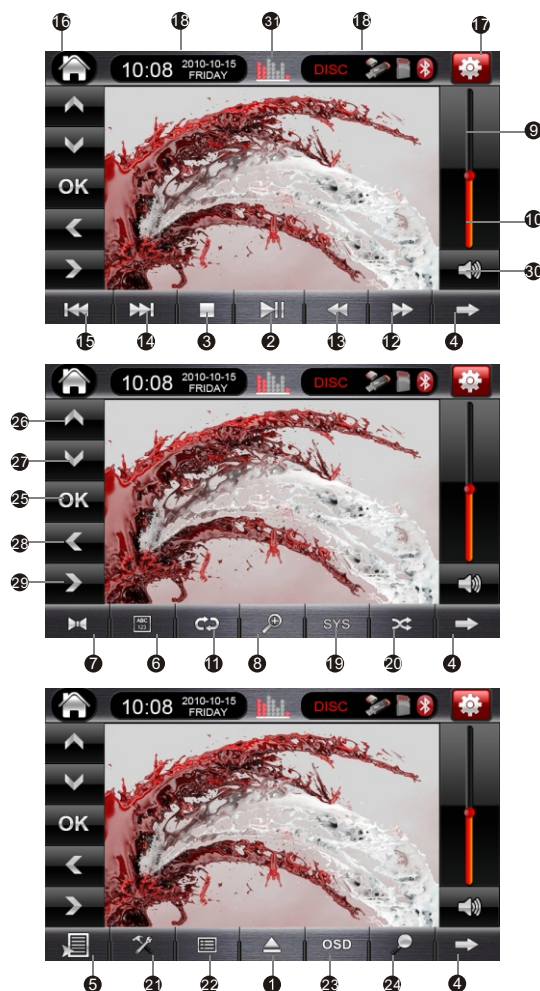 16 18 31 18 17
10:08 2010-10-15 FRIDAY DISC
9
OK
10
30
15 14 3 2 13 12 4
10:08 2010-10-15 FRIDAY DISC
26
27
25 OK
28
29
ABC 123 SYS
7 6 11 8 19 20 4
10:08 2010-10-15 FRIDAY DISC
OK
OSD
5 21 22 1 23 24 4